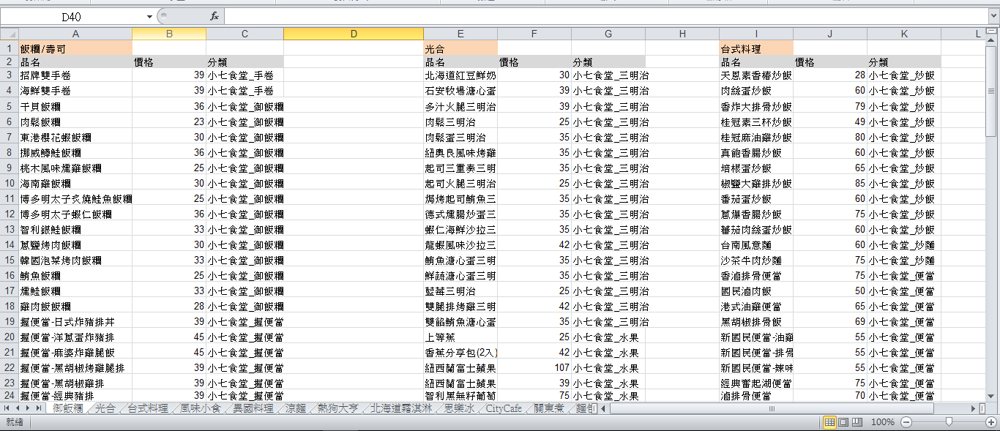 D40 fx
A B C D E F G H I J K L
1 飯糰/壽司 光合 台式料理
2 品名 價格 分類 品名 價格 分類 品名 價格 分類
3 招牌雙手卷 39 小七食堂_手卷 北海道紅豆鮮奶 30 小七食堂_三明治 天恩素香椿炒飯 28 小七食堂_炒飯
4 海鮮雙手卷 39 小七食堂_手卷 石安牧場溏心蛋 39 小七食堂_三明治 肉絲蛋炒飯 60 小七食堂_炒飯
5 干貝飯糰 36 小七食堂_御飯糰 多汁火腿三明治 39 小七食堂_三明治 香炸大排骨炒飯 79 小七食堂_炒飯
6 肉鬆飯糰 23 小七食堂_御飯糰 肉鬆三明治 25 小七食堂_三明治 桂冠素三杯炒飯 49 小七食堂_炒飯
7 東港櫻花蝦飯糰 30 小七食堂_御飯糰 肉鬆蛋三明治 35 小七食堂_三明治 桂冠麻油雞炒飯 80 小七食堂_炒飯
8 挪威鱒鮭飯糰 36 小七食堂_御飯糰 紐奧良風味烤雞 35 小七食堂_三明治 真飽香腸炒飯 60 小七食堂_炒飯
9 桃木風味燻雞飯糰 25 小七食堂_御飯糰 起司三重奏三明 35 小七食堂_三明治 培根蛋炒飯 65 小七食堂_炒飯
10 海南雞飯糰 30 小七食堂_御飯糰 起司火腿三明治 25 小七食堂_三明治 椒鹽大雞排炒飯 85 小七食堂_炒飯
11 博多明太子炙燒鮭魚飯糰 25 小七食堂_御飯糰 焗烤起司鮪魚三 35 小七食堂_三明治 番茄蛋炒飯 60 小七食堂_炒飯
12 博多明太子蝦仁飯糰 36 小七食堂_御飯糰 德式燻腸炒蛋三 35 小七食堂_三明治 蔥爆香腸炒飯 75 小七食堂_炒飯
13 智利銀鮭飯糰 33 小七食堂_御飯糰 蝦仁海鮮沙拉三 35 小七食堂_三明治 蕃茄肉絲蛋炒飯 60 小七食堂_炒飯
14 蔥鹽烤肉飯糰 30 小七食堂_御飯糰 龍蝦風味沙拉三 42 小七食堂_三明治 台南風意麵 60 小七食堂_炒麵
15 韓國泡菜烤肉飯糰 33 小七食堂_御飯糰 鮪魚溏心蛋三明 35 小七食堂_三明治 沙茶牛肉炒麵 75 小七食堂_炒麵
16 鮪魚飯糰 25 小七食堂_御飯糰 鮮蔬溏心蛋三明 35 小七食堂_三明治 香滷排骨便當 75 小七食堂_便當
17 燻鮭飯糰 33 小七食堂_御飯糰 藍莓三明治 25 小七食堂_三明治 國民滷肉飯 50 小七食堂_便當
18 雞肉飯飯糰 28 小七食堂_御飯糰 雙腿排烤雞三明 42 小七食堂_三明治 港式油雞便當 65 小七食堂_便當
19 握便當-日式炸豬排丼 39 小七食堂_握便當 雙餡鮪魚溏心蛋 35 小七食堂_三明治 黑胡椒排骨飯 69 小七食堂_便當
20 握便當-洋蔥蛋炸豬排 45 小七食堂_握便當 上等蕉 25 小七食堂_水果 新國民便當-油雞 55 小七食堂_便當
21 握便當-麻婆炸雞腿飯 45 小七食堂_握便當 香蕉分享包(2入) 42 小七食堂_水果 新國民便當-排骨 55 小七食堂_便當
22 握便當-黑胡椒烤雞腿排 39 小七食堂_握便當 紐西蘭富士蘋果 107 小七食堂_水果 新國民便當-辣味 55 小七食堂_便當
23 握便當-黑胡椒雞排 39 小七食堂_握便當 紐西蘭富士蘋果 39 小七食堂_水果 經典奮起湖便當 75 小七食堂_便當
24 握便當-經典豬排 39 小七食堂_握便當 智利黑無籽葡萄 75 小七食堂_水果 滷排骨便當 70 小七食堂_便當
御飯糰 光合 台式料理 風味小食 異國料理 涼麵 熱狗大亨 北海道霜淇淋 思樂冰 CityCafe 關東煮 麵包
就緒 100%